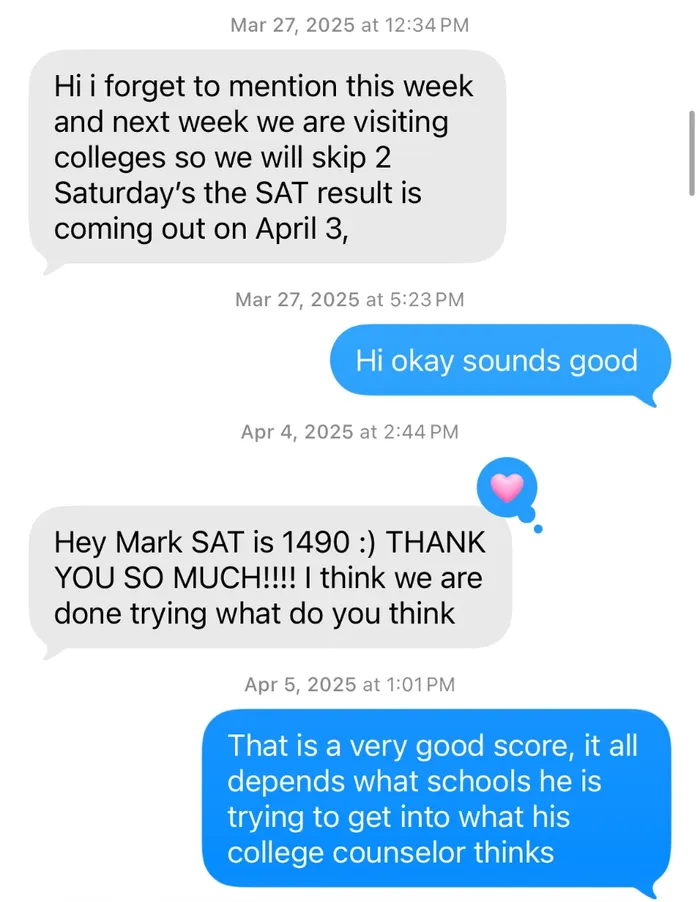 Mar 27, 2025 at 12:34 PM
Hi i forget to mention this week
and next week we are visiting
colleges so we will skip 2
Saturday’s the SAT result is
coming out on April 3,
Mar 27, 2025 at 5:23 PM
Hi okay sounds good
Apr 4, 2025 at 2:44 PM
Hey Mark SAT is 1490 :) THANK
YOU SO MUCH!!!! I think we are
done trying what do you think
Apr 5, 2025 at 1:01 PM
That is a very good score, it all
depends what schools he is
trying to get into what his
college counselor thinks